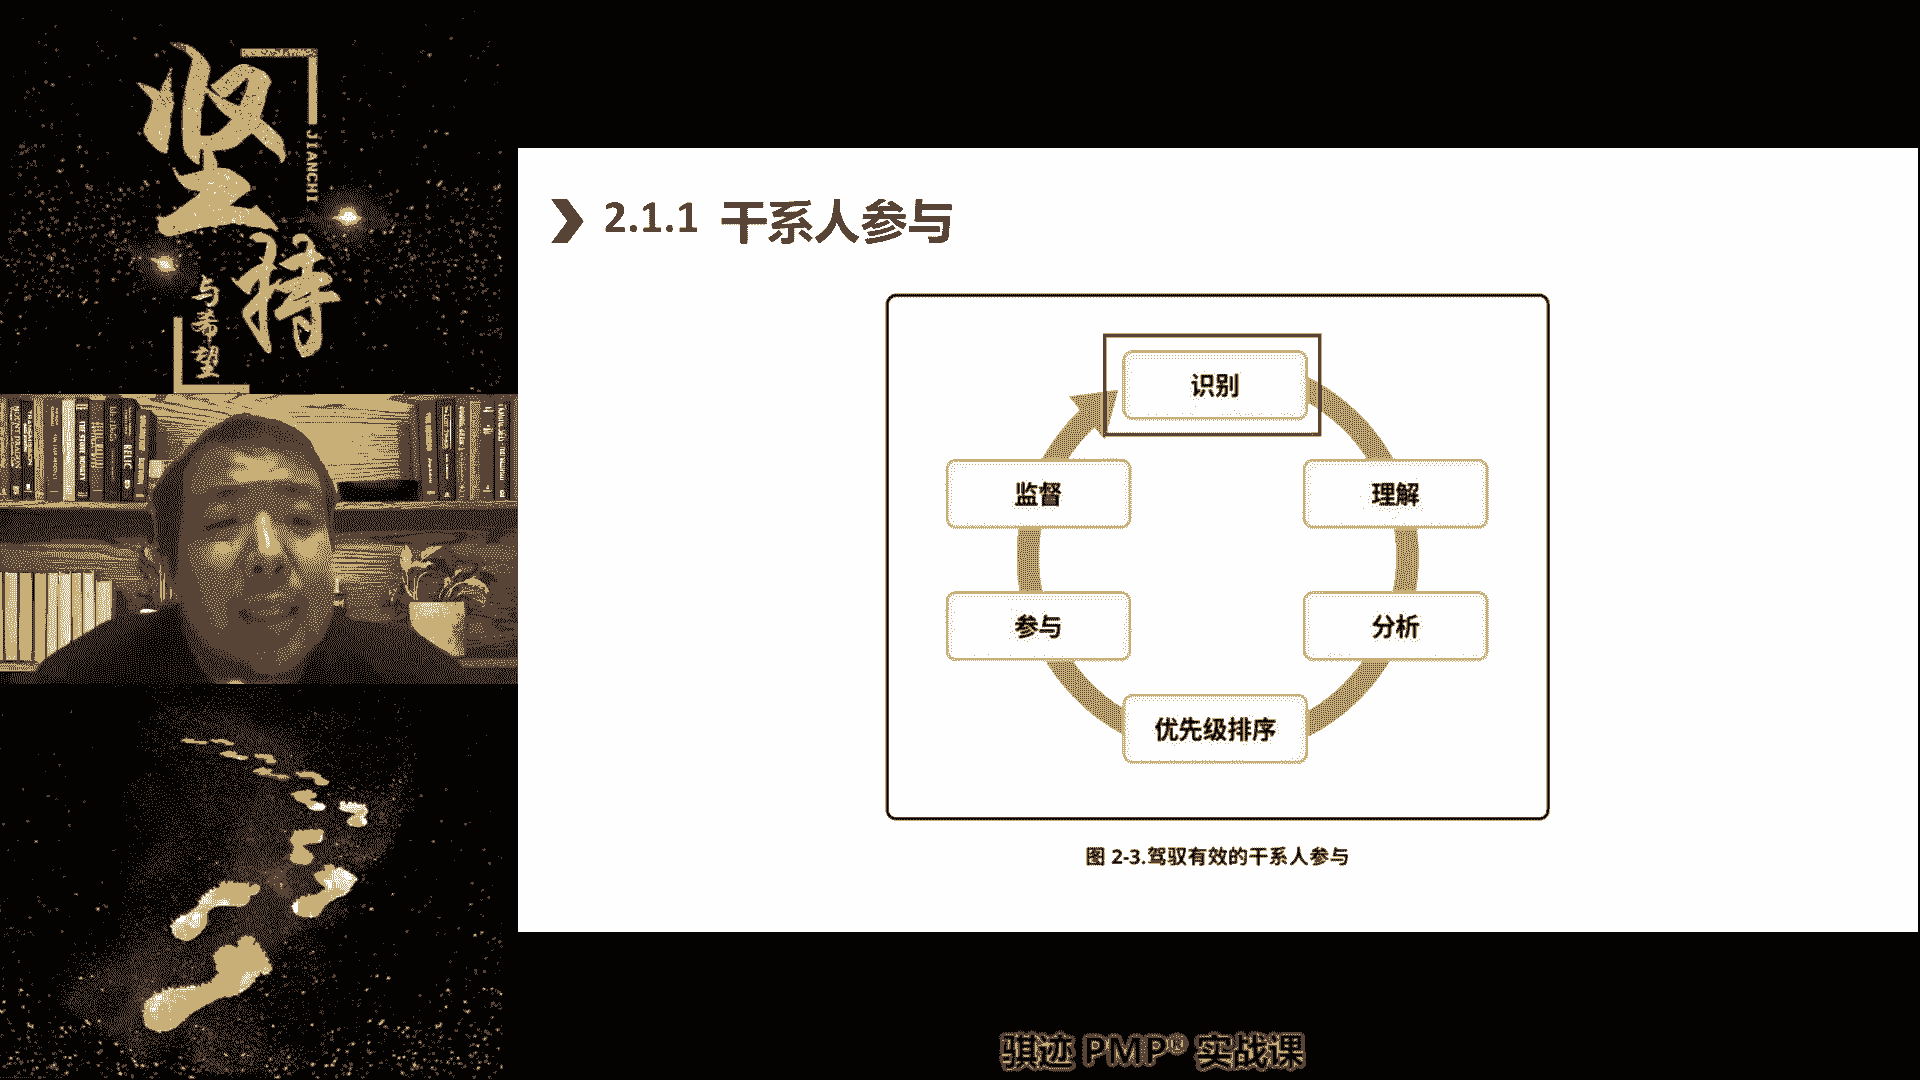 坚持
JIANCHI
与希望
2.1.1 干系人参与
识别
监督
理解
参与
分析
优先级排序
图 2-3.驾驭有效的干系人参与
骐迹 PMP® 实战课